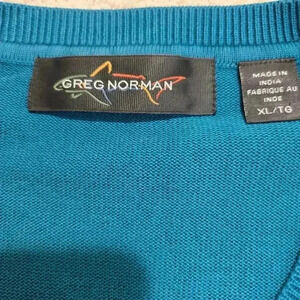 GREG NORMAN
MADE IN
INDIA
FABRIQUE AU
INDE
XL/TG